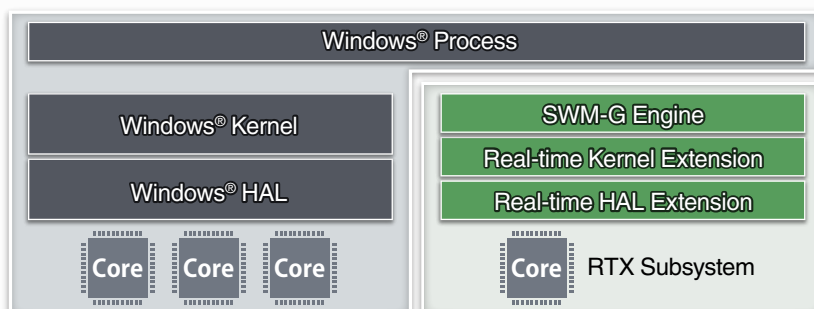 Windows® Process
Windows® Kernel
Windows® HAL
Core Core Core
SWM-G Engine
Real-time Kernel Extension
Real-time HAL Extension
Core RTX Subsystem